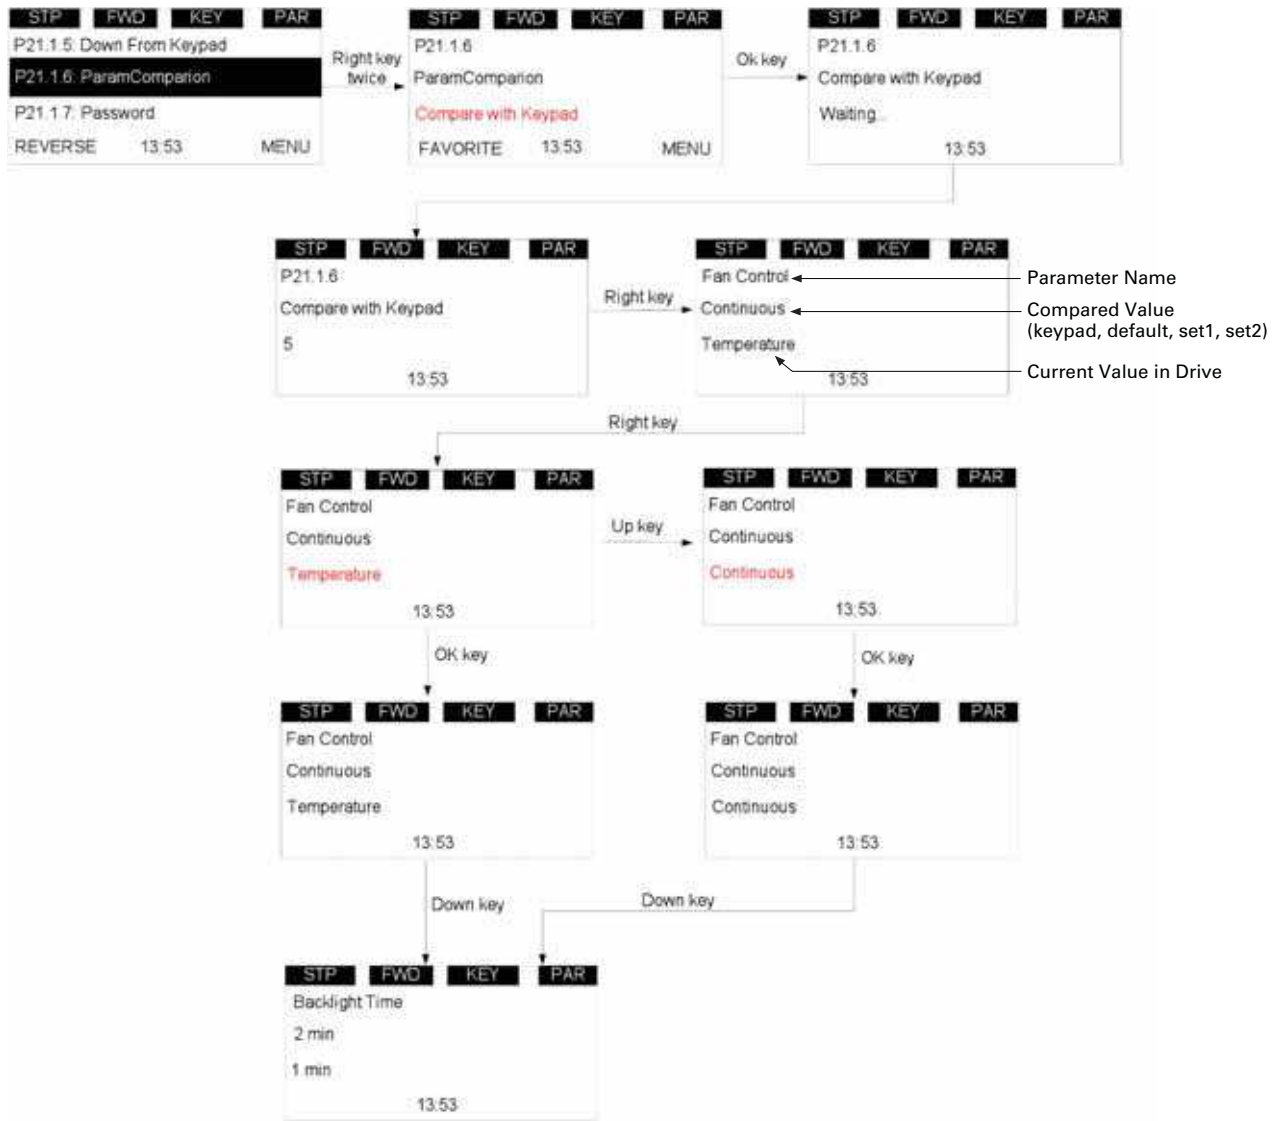 STP FWD KEY PAR
P21.1.5: Down From Keypad
P21.1.6: ParamComparion
P21.1.7: Password
REVERSE 13:53 MENU
Right key
twice
STP FWD KEY PAR
P21.1.6
ParamComparion
Compare with Keypad
FAVORITE 13:53 MENU
Ok key
STP FWD KEY PAR
P21.1.6
Compare with Keypad
Waiting...
13:53
STP FWD KEY PAR
P21.1.6
Compare with Keypad
5
13:53
Right key
STP FWD KEY PAR
Fan Control
Continuous
Temperature
13:53
Parameter Name
Compared Value
(keypad, default, set1, set2)
Current Value in Drive
Right key
STP FWD KEY PAR
Fan Control
Continuous
Temperature
13:53
Up key
STP FWD KEY PAR
Fan Control
Continuous
Continuous
13:53
OK key
OK key
STP FWD KEY PAR
Fan Control
Continuous
Temperature
13:53
STP FWD KEY PAR
Fan Control
Continuous
Continuous
13:53
Down key
Down key
STP FWD KEY PAR
Backlight Time
2 min
1 min
13:53